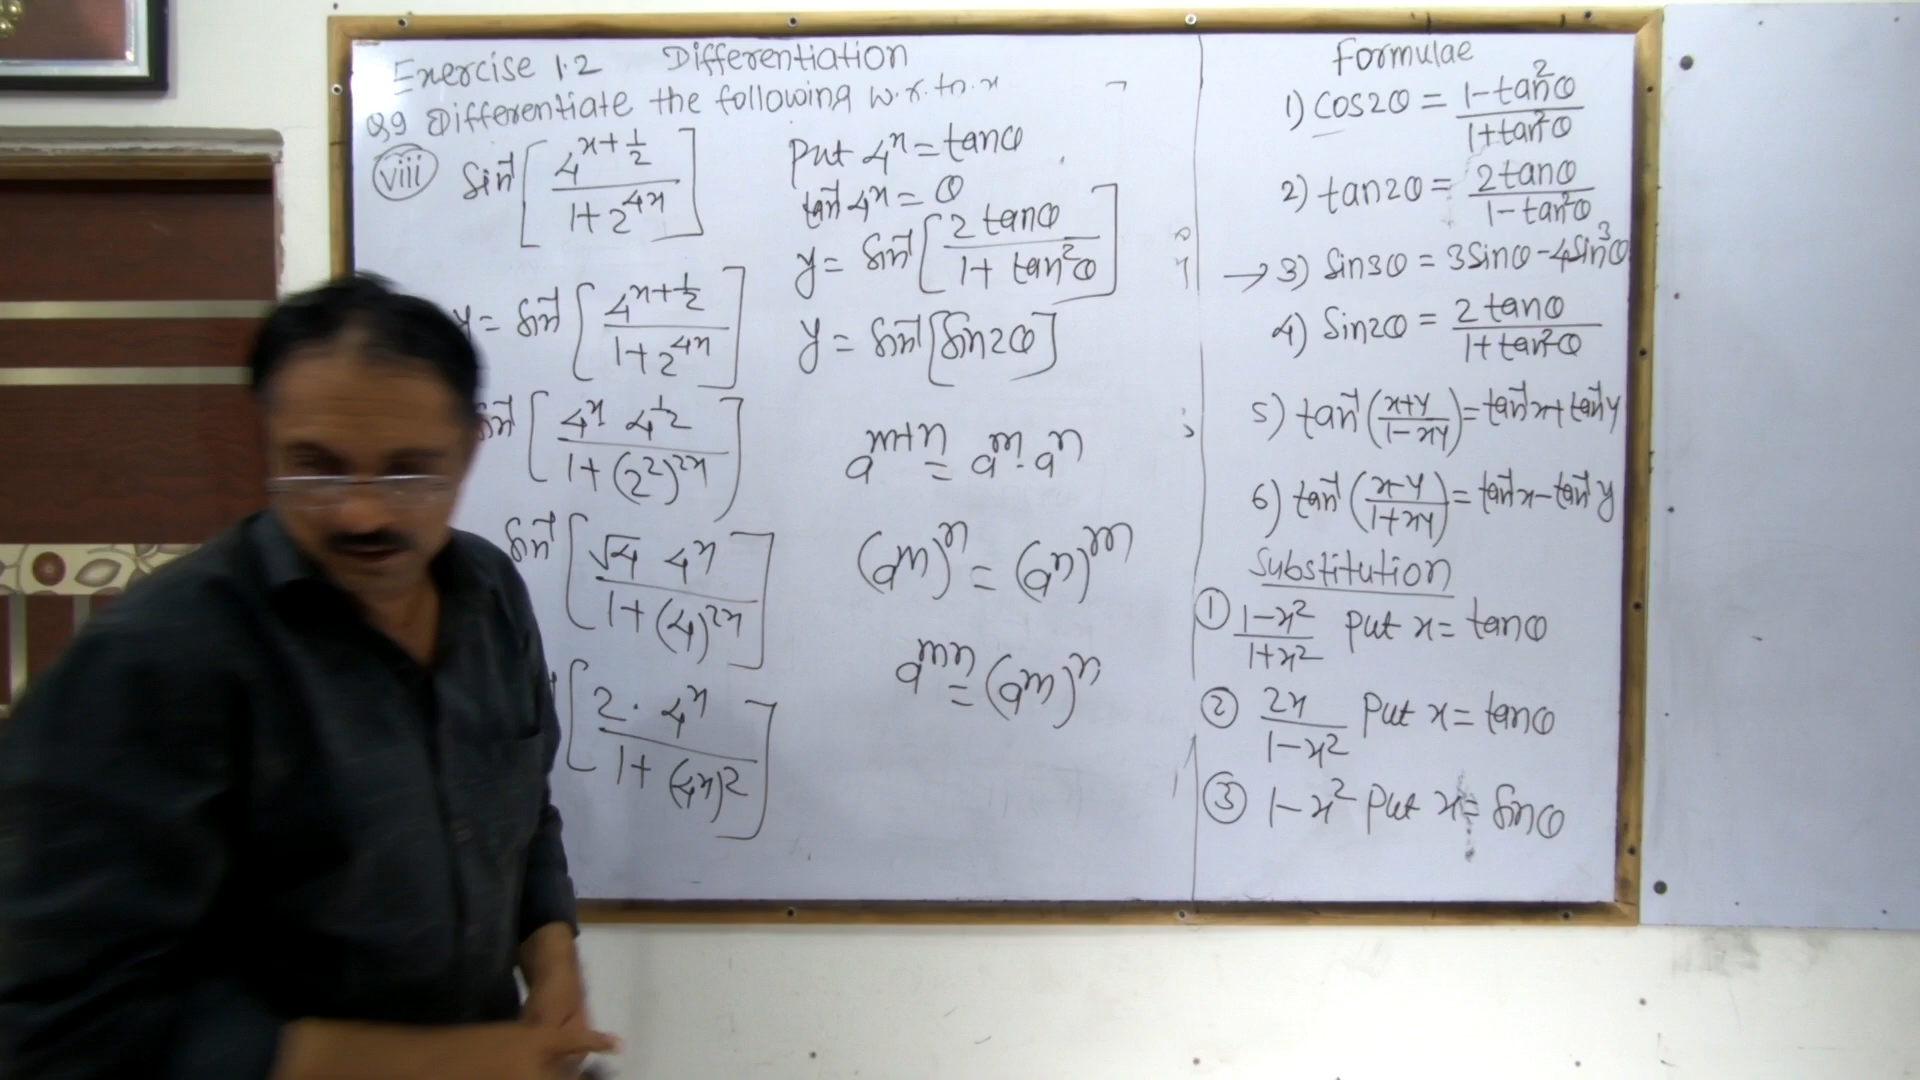 Exercise 1.2 Differentiation
Q9 Differentiate the following w.r.to.x
(viii) sin⁻¹[4^(x+1/2) / 1+2^(4x)]
y = sin⁻¹[4^(x+1/2) / 1+2^(4x)]
sin⁻¹[4^x 4^(1/2) / 1+(2²)^(2x)]
sin⁻¹[√4 4^x / 1+(4)^(2x)]
[2·4^x / 1+(4^x)²]
Put 4^x = tanθ
tan⁻¹4^x = θ
y = sin⁻¹[2 tanθ / 1+tan²θ]
y = sin⁻¹[sin2θ]
a^(m+n) = a^m·a^n
(a^m)^n = (a^n)^m
a^(mn) = (a^m)^n
Formulae
1) cos2θ = 1-tan²θ / 1+tan²θ
2) tan2θ = 2tanθ / 1-tan²θ
→ 3) sin3θ = 3sinθ-4sin³θ
4) sin2θ = 2tanθ / 1+tan²θ
5) tan⁻¹(x+y / 1-xy) = tan⁻¹x+tan⁻¹y
6) tan⁻¹(x-y / 1+xy) = tan⁻¹x-tan⁻¹y
Substitution
① 1-x² / 1+x² Put x = tanθ
② 2x / 1-x² Put x = tanθ
③ 1-x² Put x = sinθ